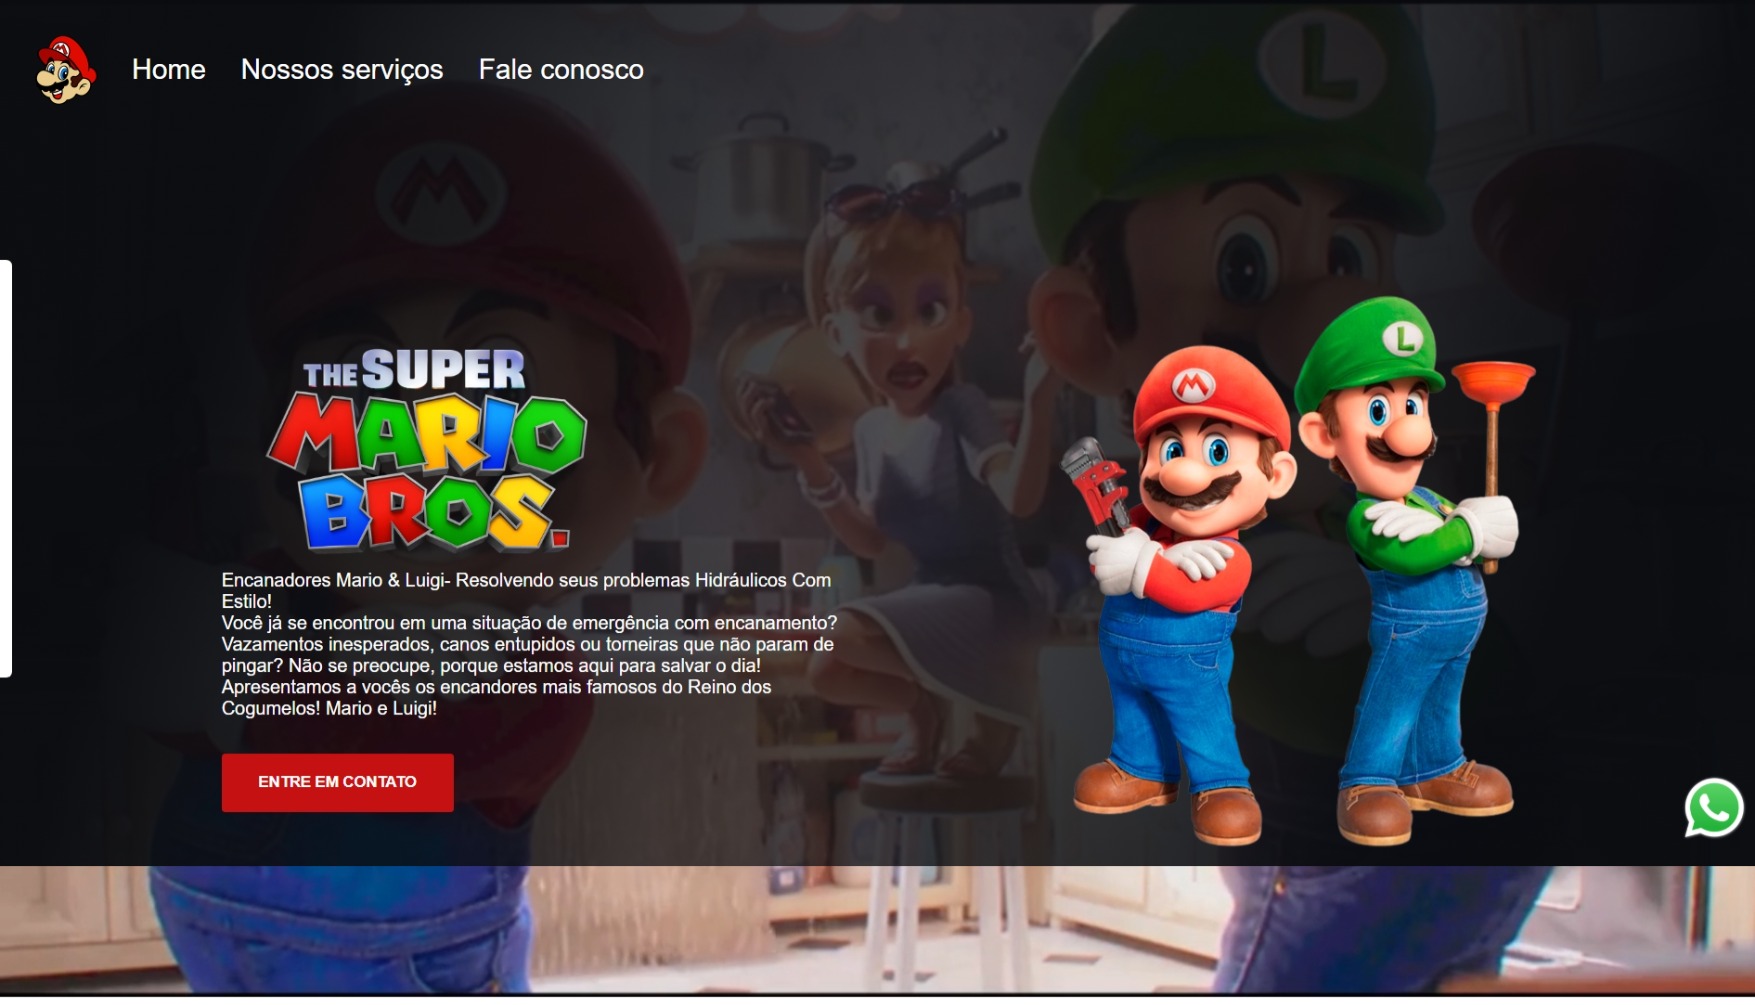 Home Nossos serviços Fale conosco
M
L
THE SUPER
MARIO
BROS.
M
L
Encanadores Mario & Luigi- Resolvendo seus problemas Hidráulicos Com
Estilo!
Você já se encontrou em uma situação de emergência com encanamento?
Vazamentos inesperados, canos entupidos ou torneiras que não param de
pingar? Não se preocupe, porque estamos aqui para salvar o dia!
Apresentamos a vocês os encandores mais famosos do Reino dos
Cogumelos! Mario e Luigi!
ENTRE EM CONTATO